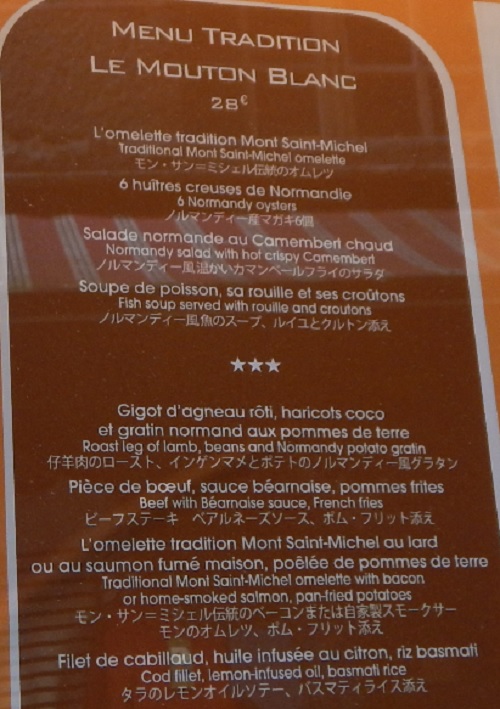 MENU TRADITION
LE MOUTON BLANC
28€
L'omelette tradition Mont Saint-Michel
Traditional Mont Saint-Michel omelette
モン・サン=ミシェル伝統のオムレツ
6 huîtres creuses de Normandie
6 Normandy oysters
ノルマンディー産マガキ6個
Salade normande au Camembert chaud
Normandy salad with hot crispy Camembert
ノルマンディー風温かいカマンベールフライのサラダ
Soupe de poisson, sa rouille et ses croûtons
Fish soup served with rouille and croutons
ノルマンディー風魚のスープ、ルイユとクルトン添え
★★★
Gigot d'agneau rôti, haricots coco
et gratin normand aux pommes de terre
Roast leg of lamb, beans and Normandy potato gratin
仔羊肉のロースト、インゲンマメとポテトのノルマンディー風グラタン
Pièce de bœuf, sauce béarnaise, pommes frites
Beef with Béarnaise sauce, French fries
ビーフステーキ ベアルネーズソース、ポム・フリット添え
L'omelette tradition Mont Saint-Michel au lard
ou au saumon fumé maison, poêlée de pommes de terre
Traditional Mont Saint-Michel omelette with bacon
or home-smoked salmon, pan-fried potatoes
モン・サン=ミシェル伝統のベーコンまたは自家製スモークサー
モンのオムレツ、ポム・フリット添え
Filet de cabillaud, huile infusée au citron, riz basmati
Cod fillet, lemon-infused oil, basmati rice
タラのレモンオイルソテー、バスマティライス添え